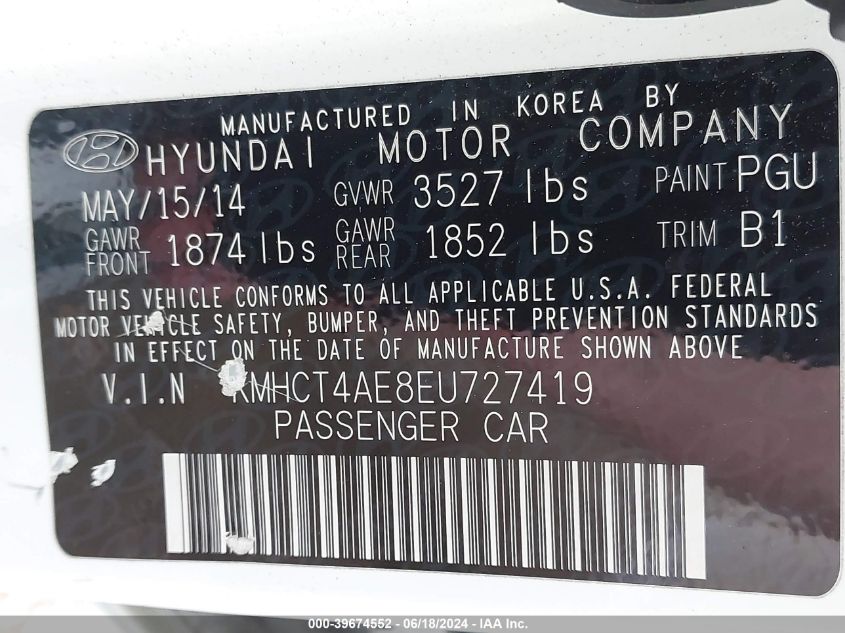 MANUFACTURED IN KOREA BY
HYUNDAI MOTOR COMPANY
MAY/15/14 GVWR 3527 lbs PAINT PGU
GAWR FRONT 1874 lbs GAWR REAR 1852 lbs TRIM B1
THIS VEHICLE CONFORMS TO ALL APPLICABLE U.S.A. FEDERAL
MOTOR VEHICLE SAFETY, BUMPER, AND THEFT PREVENTION STANDARDS
IN EFFECT ON THE DATE OF MANUFACTURE SHOWN ABOVE
V.I.N KMHCT4AE8EU727419
PASSENGER CAR
000-39674552 - 06/18/2024 - IAA Inc.